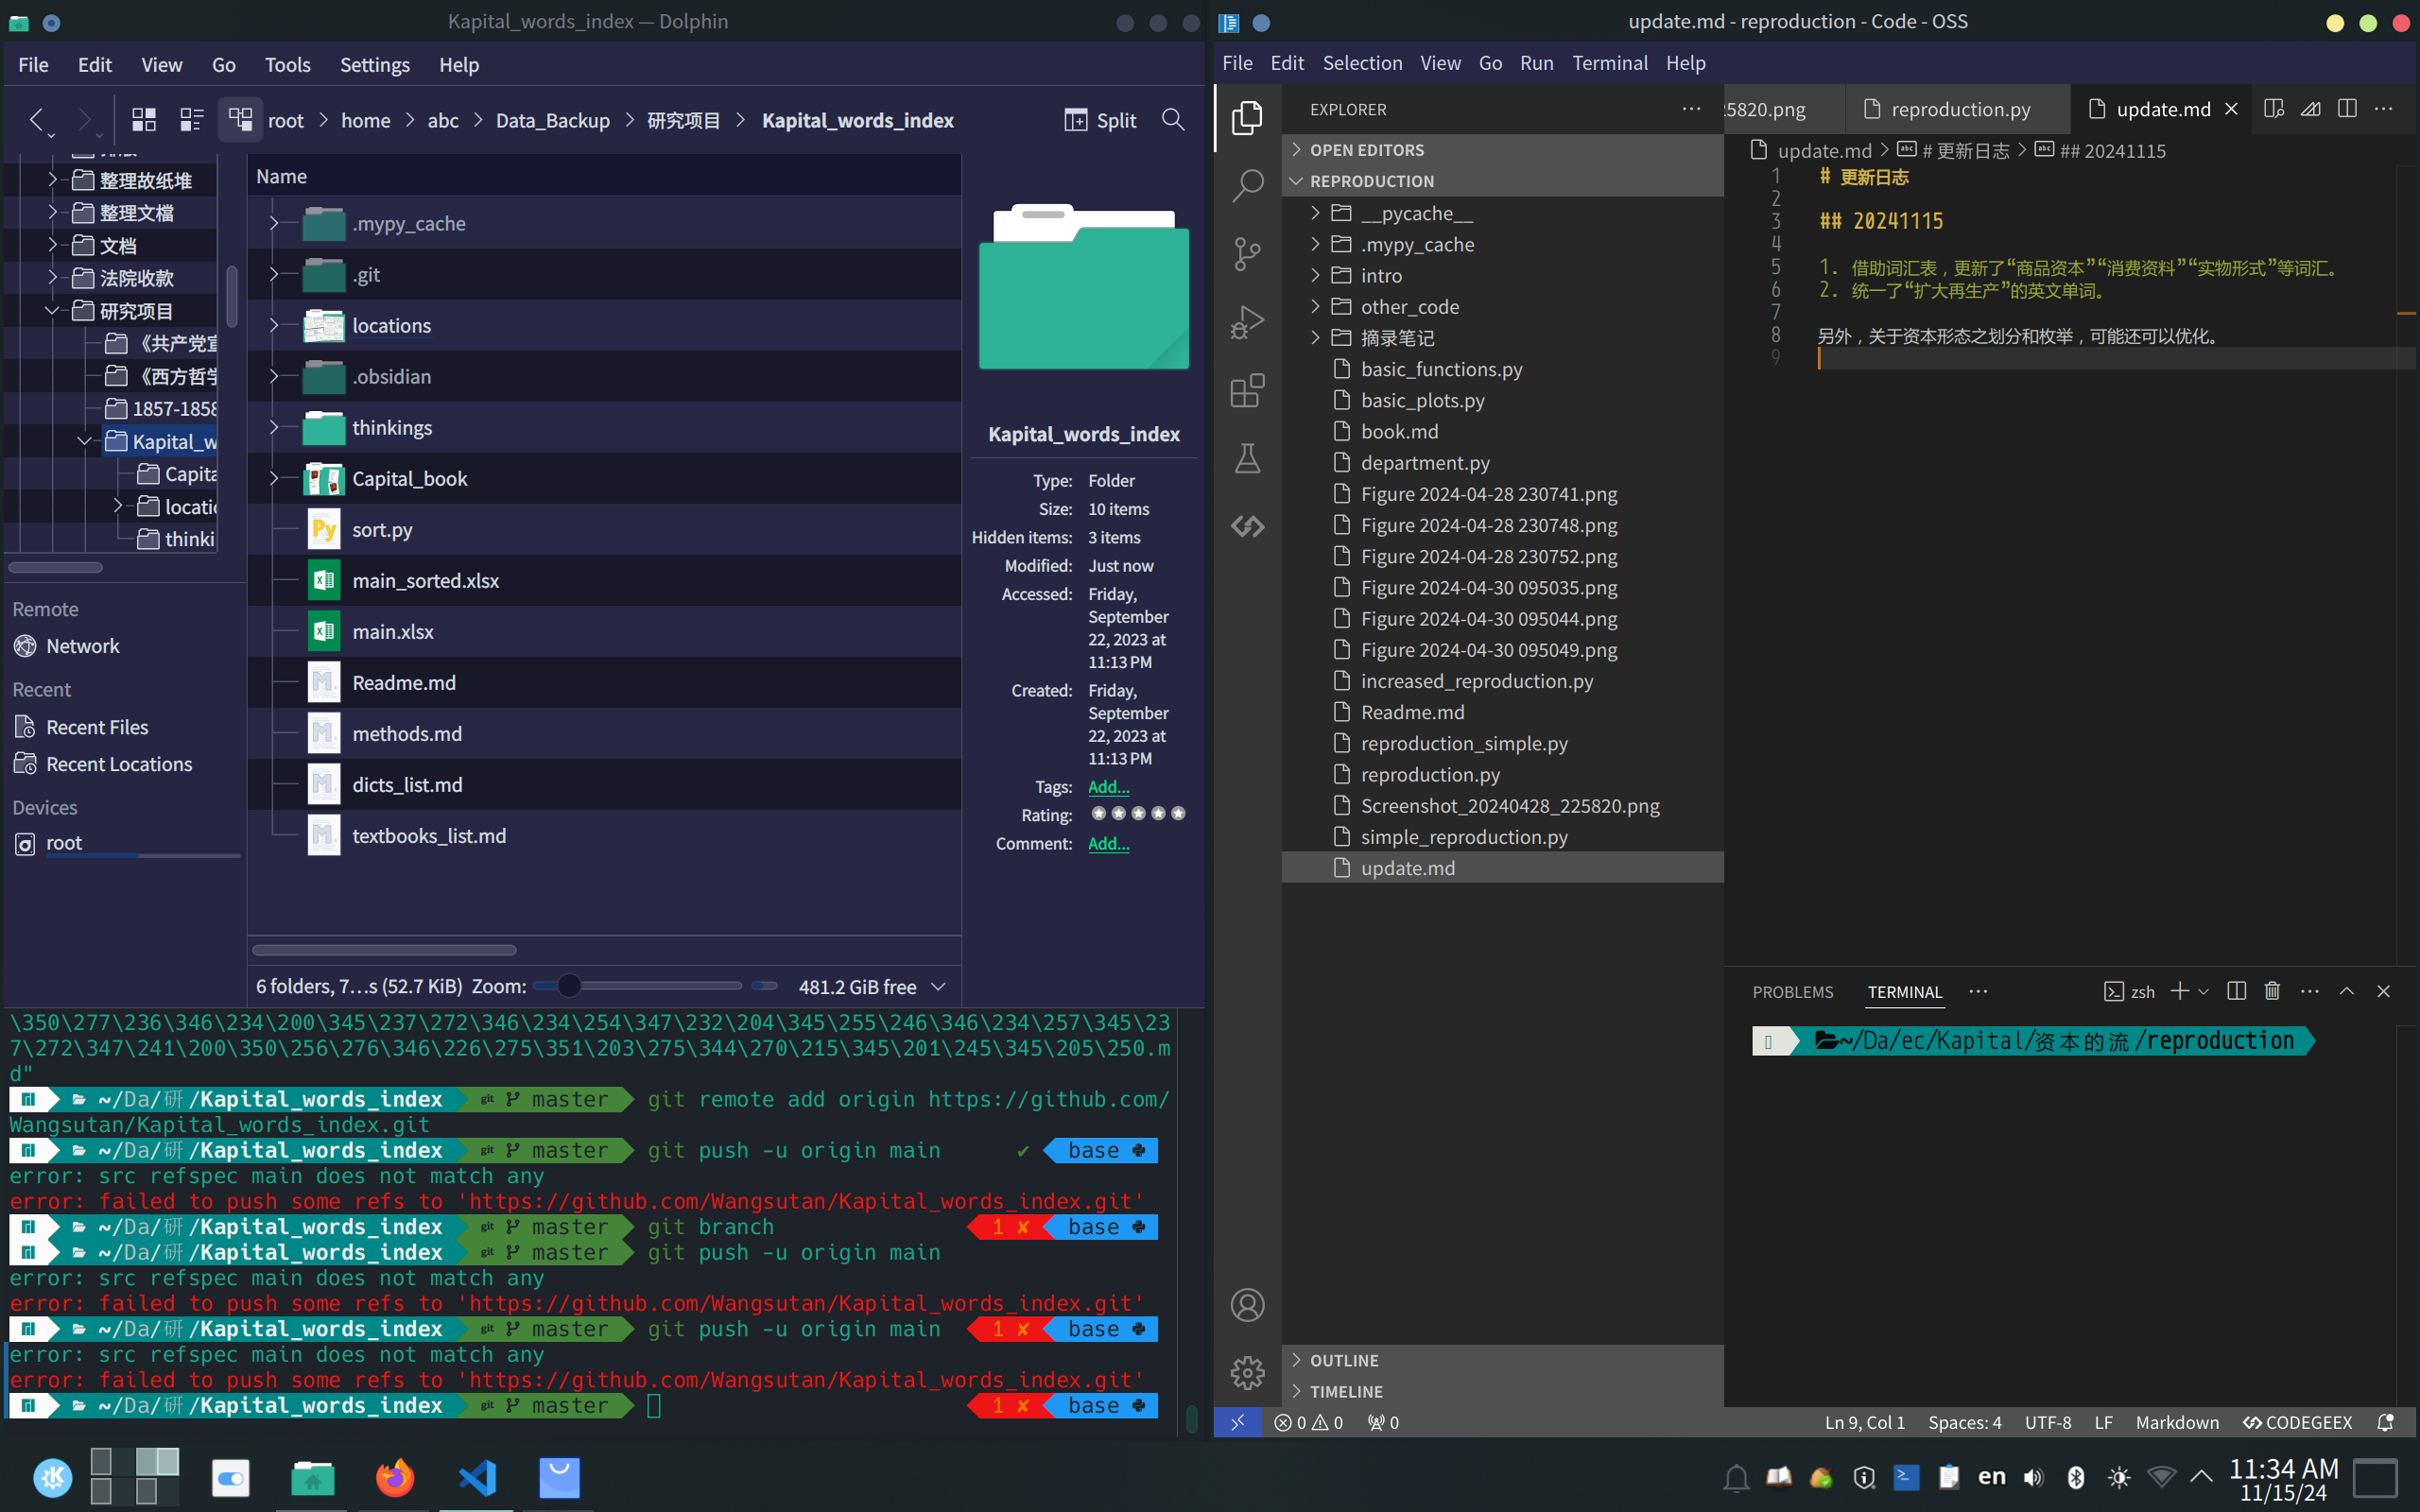 Kapital_words_index — Dolphin
File Edit View Go Tools Settings Help
root > home > abc > Data_Backup > 研究项目 > Kapital_words_index
Split
整理故纸堆
整理文檔
文档
法院收款
研究项目
《共产党宣
《西方哲学
1857-1858
Kapital_w
Capita
locatio
thinki
Remote
Network
Recent
Recent Files
Recent Locations
Devices
root
Name
.mypy_cache
.git
locations
.obsidian
thinkings
Capital_book
sort.py
main_sorted.xlsx
main.xlsx
Readme.md
methods.md
dicts_list.md
textbooks_list.md
6 folders, 7…s (52.7 KiB) Zoom: 481.2 GiB free
Kapital_words_index
Type: Folder
Size: 10 items
Hidden items: 3 items
Modified: Just now
Accessed: Friday,
September
22, 2023 at
11:13 PM
Created: Friday,
September
22, 2023 at
11:13 PM
Tags: Add...
Rating:
Comment: Add...
\350\277\236\346\234\200\345\237\272\346\234\254\347\232\204\345\255\246\346\234\257\345\23
7\272\347\241\200\350\256\276\346\226\275\351\203\275\344\270\215\345\201\245\345\205\250.m
d"
~/Da/研/Kapital_words_index git master git remote add origin https://github.com/
Wangsutan/Kapital_words_index.git
~/Da/研/Kapital_words_index git master git push -u origin main ✔ base
error: src refspec main does not match any
error: failed to push some refs to 'https://github.com/Wangsutan/Kapital_words_index.git'
~/Da/研/Kapital_words_index git master git branch 1 ✘ base
~/Da/研/Kapital_words_index git master git push -u origin main
error: src refspec main does not match any
error: failed to push some refs to 'https://github.com/Wangsutan/Kapital_words_index.git'
~/Da/研/Kapital_words_index git master git push -u origin main 1 ✘ base
error: src refspec main does not match any
error: failed to push some refs to 'https://github.com/Wangsutan/Kapital_words_index.git'
~/Da/研/Kapital_words_index git master 1 ✘ base
update.md - reproduction - Code - OSS
File Edit Selection View Go Run Terminal Help
EXPLORER
OPEN EDITORS
REPRODUCTION
__pycache__
.mypy_cache
intro
other_code
摘录笔记
basic_functions.py
basic_plots.py
book.md
department.py
Figure 2024-04-28 230741.png
Figure 2024-04-28 230748.png
Figure 2024-04-28 230752.png
Figure 2024-04-30 095035.png
Figure 2024-04-30 095044.png
Figure 2024-04-30 095049.png
increased_reproduction.py
Readme.md
reproduction_simple.py
reproduction.py
Screenshot_20240428_225820.png
simple_reproduction.py
update.md
OUTLINE
TIMELINE
25820.png reproduction.py update.md
update.md > # 更新日志 > ## 20241115
1 # 更新日志
2
3 ## 20241115
4
5 1. 借助词汇表，更新了“商品资本”“消费资料”“实物形式”等词汇。
6 2. 统一了“扩大再生产”的英文单词。
7
8 另外，关于资本形态之划分和枚举，可能还可以优化。
9
PROBLEMS TERMINAL zsh
~/Da/ec/Kapital/资本的流/reproduction
0 0 0 Ln 9, Col 1 Spaces: 4 UTF-8 LF Markdown CODEGEEX
en 11:34 AM
11/15/24